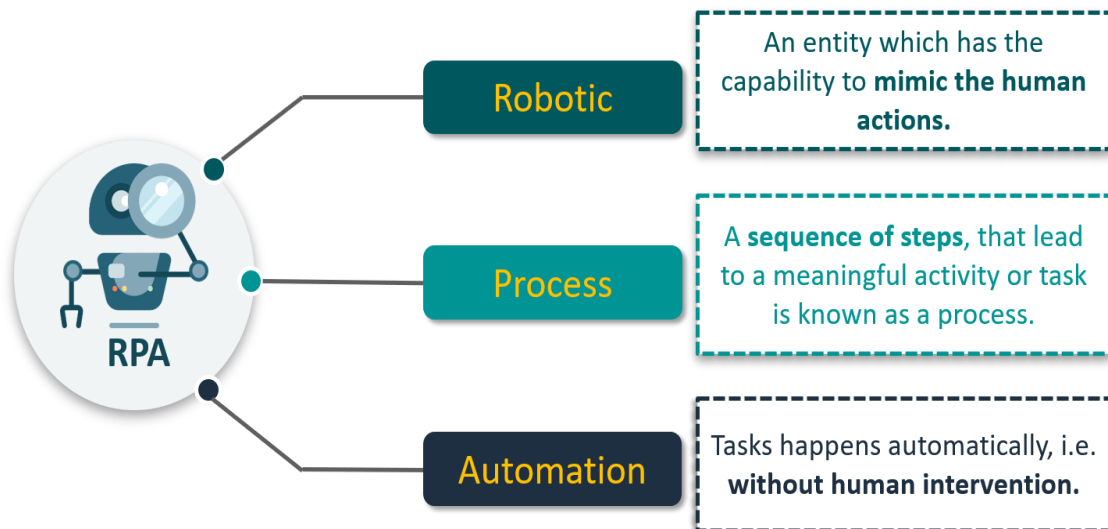 RPA
Robotic
An entity which has the
capability to mimic the human
actions.
Process
A sequence of steps, that lead
to a meaningful activity or task
is known as a process.
Automation
Tasks happens automatically, i.e.
without human intervention.